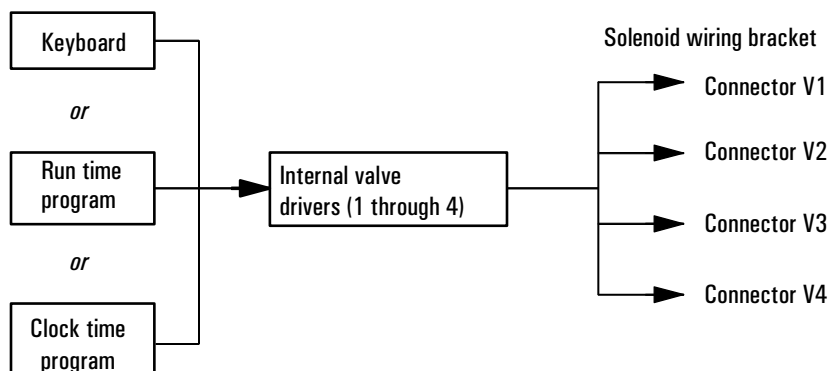 Keyboard
or
Run time
program
or
Clock time
program
Internal valve
drivers (1 through 4)
Solenoid wiring bracket
Connector V1
Connector V2
Connector V3
Connector V4